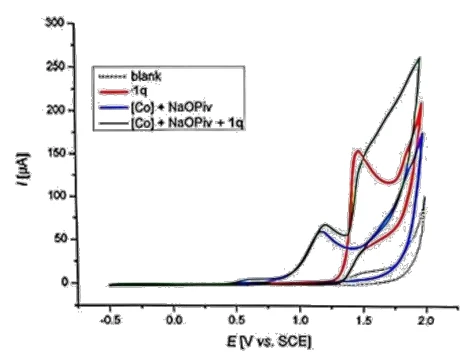 300
250
200
150
100
50
0
I [µA]
blank
1q
[Co] + NaOPiv
[Co] + NaOPiv + 1q
-0.5 0.0 0.5 1.0 1.5 2.0
E [V vs. SCE]